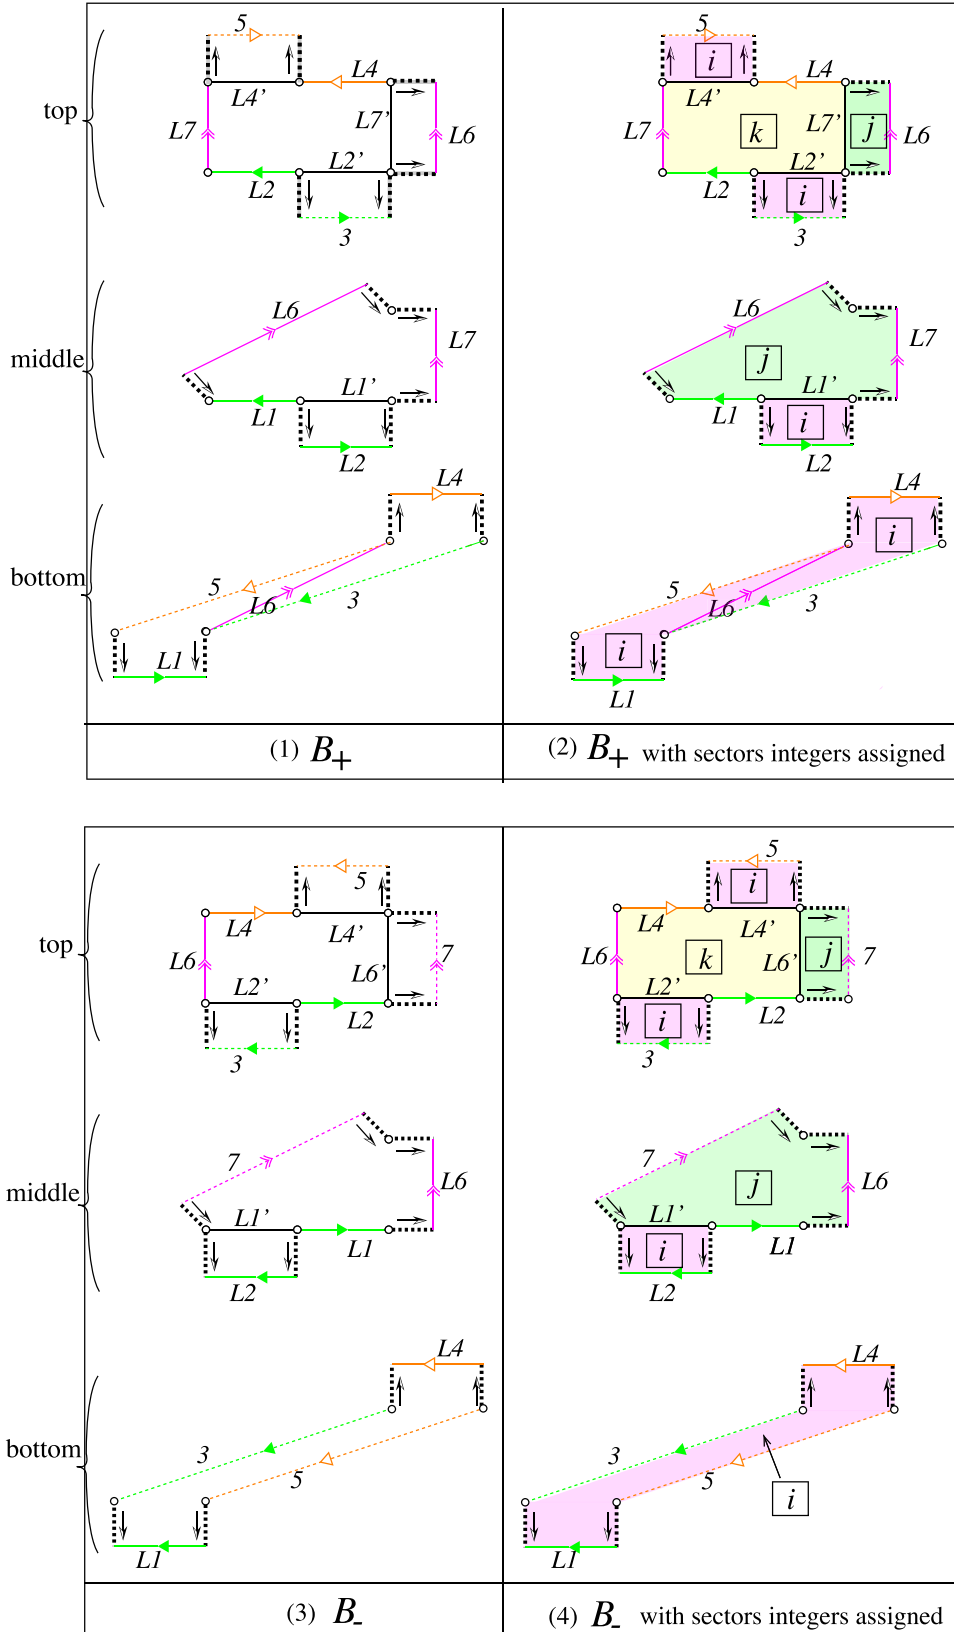 5
L4
top
L4'
L7'
L7
L6
L2'
L2
3
L6
L7
middle
L1'
L1
L2
L4
bottom
5
L6
3
L1
(1) B+
5
i
L4
L4'
L7
k
L7'
j
L6
L2'
L2
i
3
L6
L7
j
L1'
L1
i
L2
L4
i
5
L6
3
i
L1
(2) B+ with sectors integers assigned
5
L4
L4'
top
L6
L6'
7
L2'
L2
3
7
middle
L6
L1'
L1
L2
L4
bottom
3
5
L1
(3) B-
5
i
L4
L4'
L6
k
L6'
j
7
L2'
i
L2
3
7
j
L6
L1'
i
L1
L2
L4
3
5
i
L1
(4) B- with sectors integers assigned